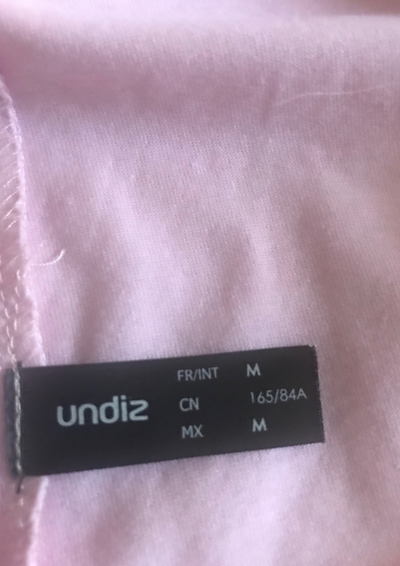 undiz
FR/INT M
CN 165/84A
MX M